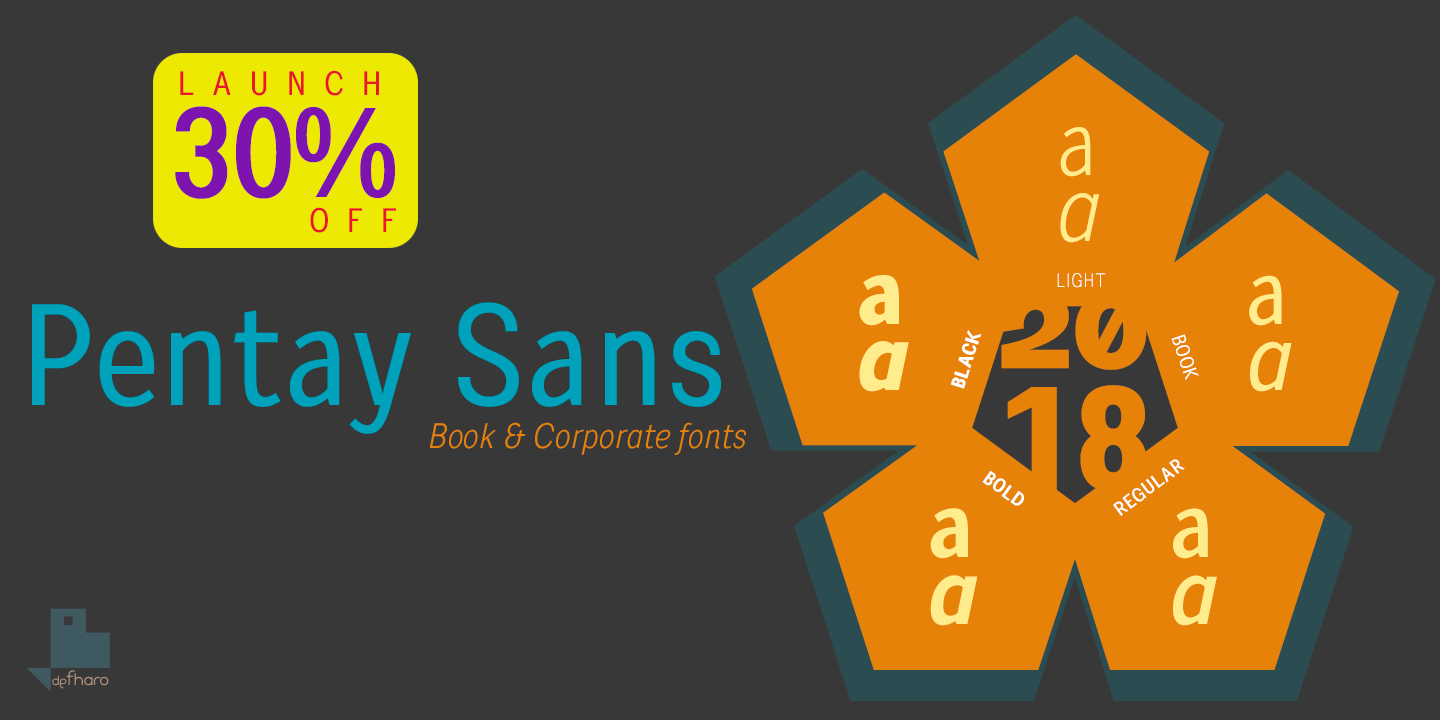 LAUNCH
30%
OFF
Pentay Sans
Book & Corporate fonts
defharo
a
a
LIGHT
a
a
BLACK
20
18
BOOK
a
a
BOLD
REGULAR
a
a
a
a